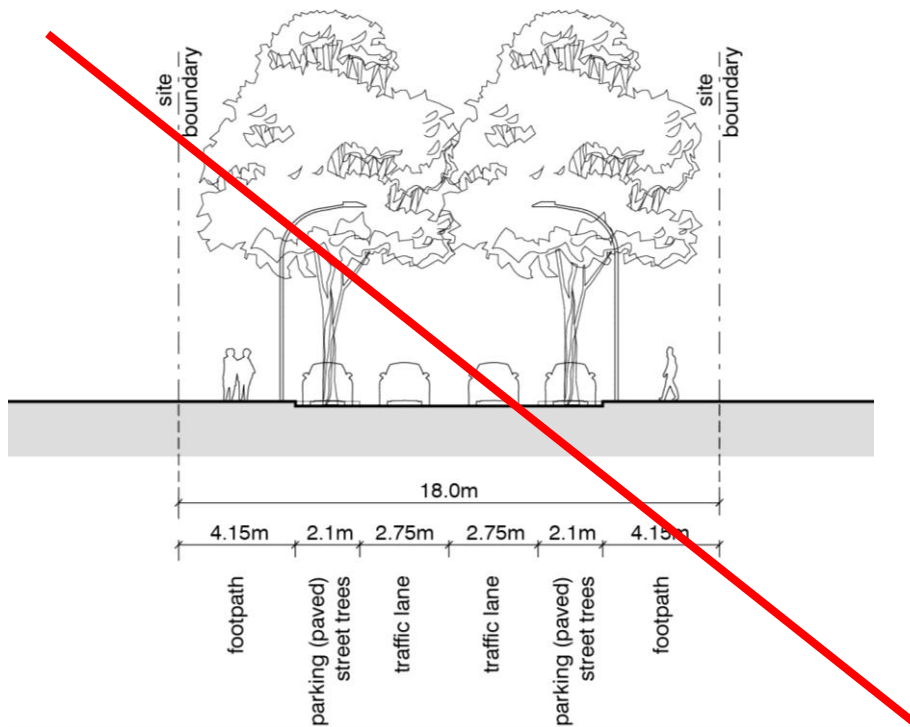 site
boundary
site
boundary
18.0m
4.15m 2.1m 2.75m 2.75m 2.1m 4.15m
footpath
parking (paved)
street trees
traffic lane
traffic lane
parking (paved)
street trees
footpath